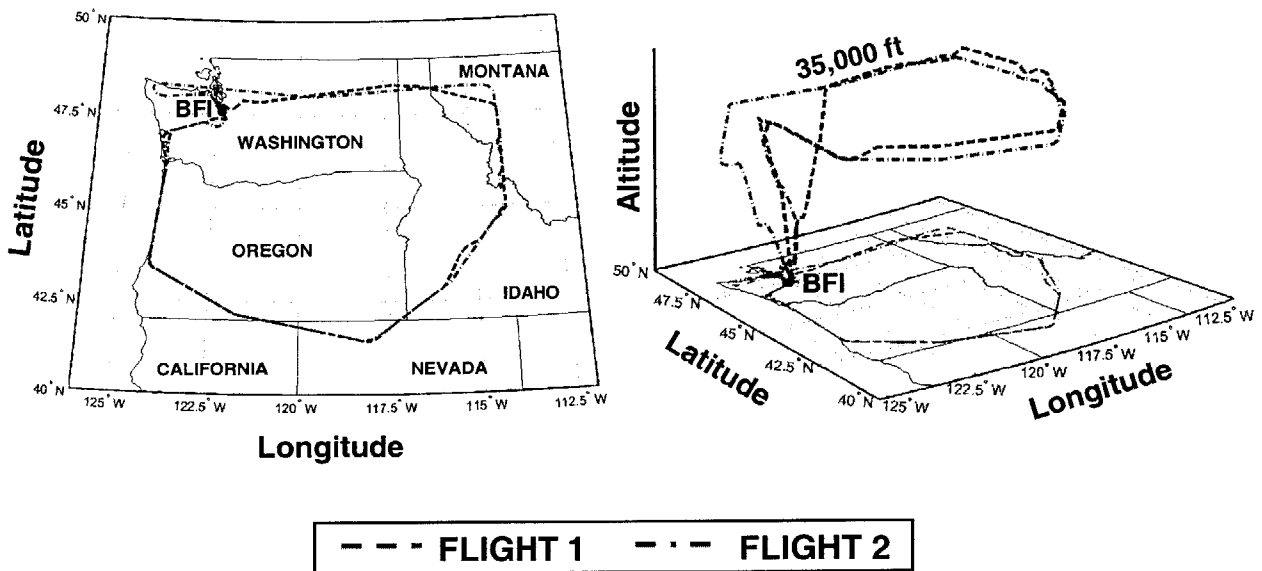 50°N
47.5°N
45°N
42.5°N
40°N
Latitude
BFI
WASHINGTON
MONTANA
OREGON
IDAHO
CALIFORNIA
NEVADA
125°W
122.5°W
120°W
117.5°W
115°W
112.5°W
Longitude
35,000 ft
Altitude
BFI
50°N
47.5°N
45°N
42.5°N
40°N
Latitude
125°W
122.5°W
120°W
117.5°W
115°W
112.5°W
Longitude
FLIGHT 1
FLIGHT 2